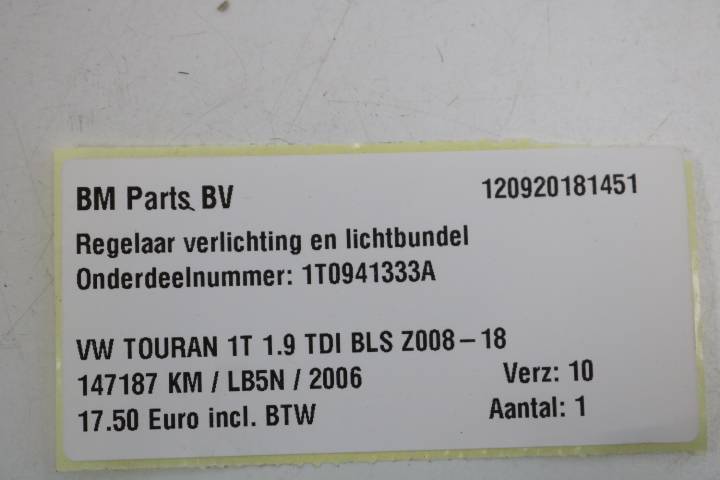 BM Parts BV 120920181451
Regelaar verlichting en lichtbundel
Onderdeelnummer: 1T0941333A
VW TOURAN 1T 1.9 TDI BLS Z008-18
147187 KM / LB5N / 2006 Verz: 10
17.50 Euro incl. BTW Aantal: 1